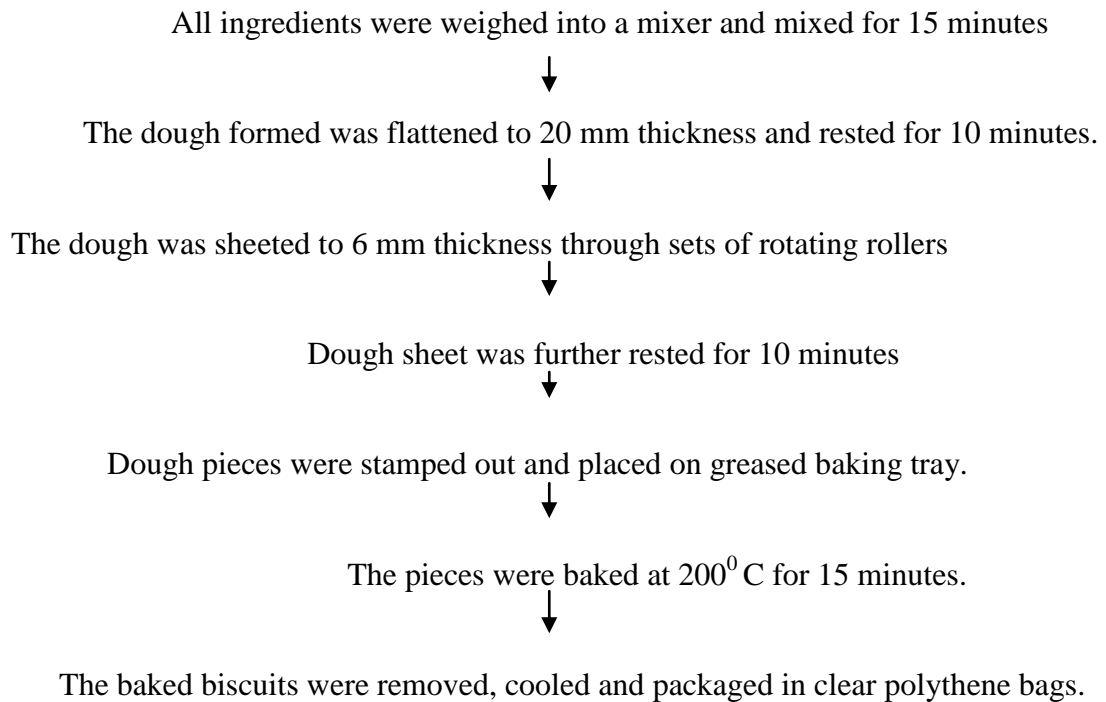 All ingredients were weighed into a mixer and mixed for 15 minutes
The dough formed was flattened to 20 mm thickness and rested for 10 minutes.
The dough was sheeted to 6 mm thickness through sets of rotating rollers
Dough sheet was further rested for 10 minutes
Dough pieces were stamped out and placed on greased baking tray.
The pieces were baked at 200⁰ C for 15 minutes.
The baked biscuits were removed, cooled and packaged in clear polythene bags.